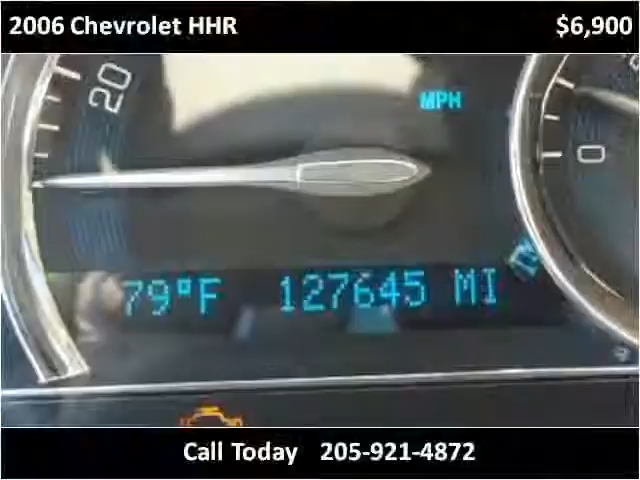 2006 Chevrolet HHR $6,900
20
MPH
0
79°F 127645 MI
Call Today 205-921-4872